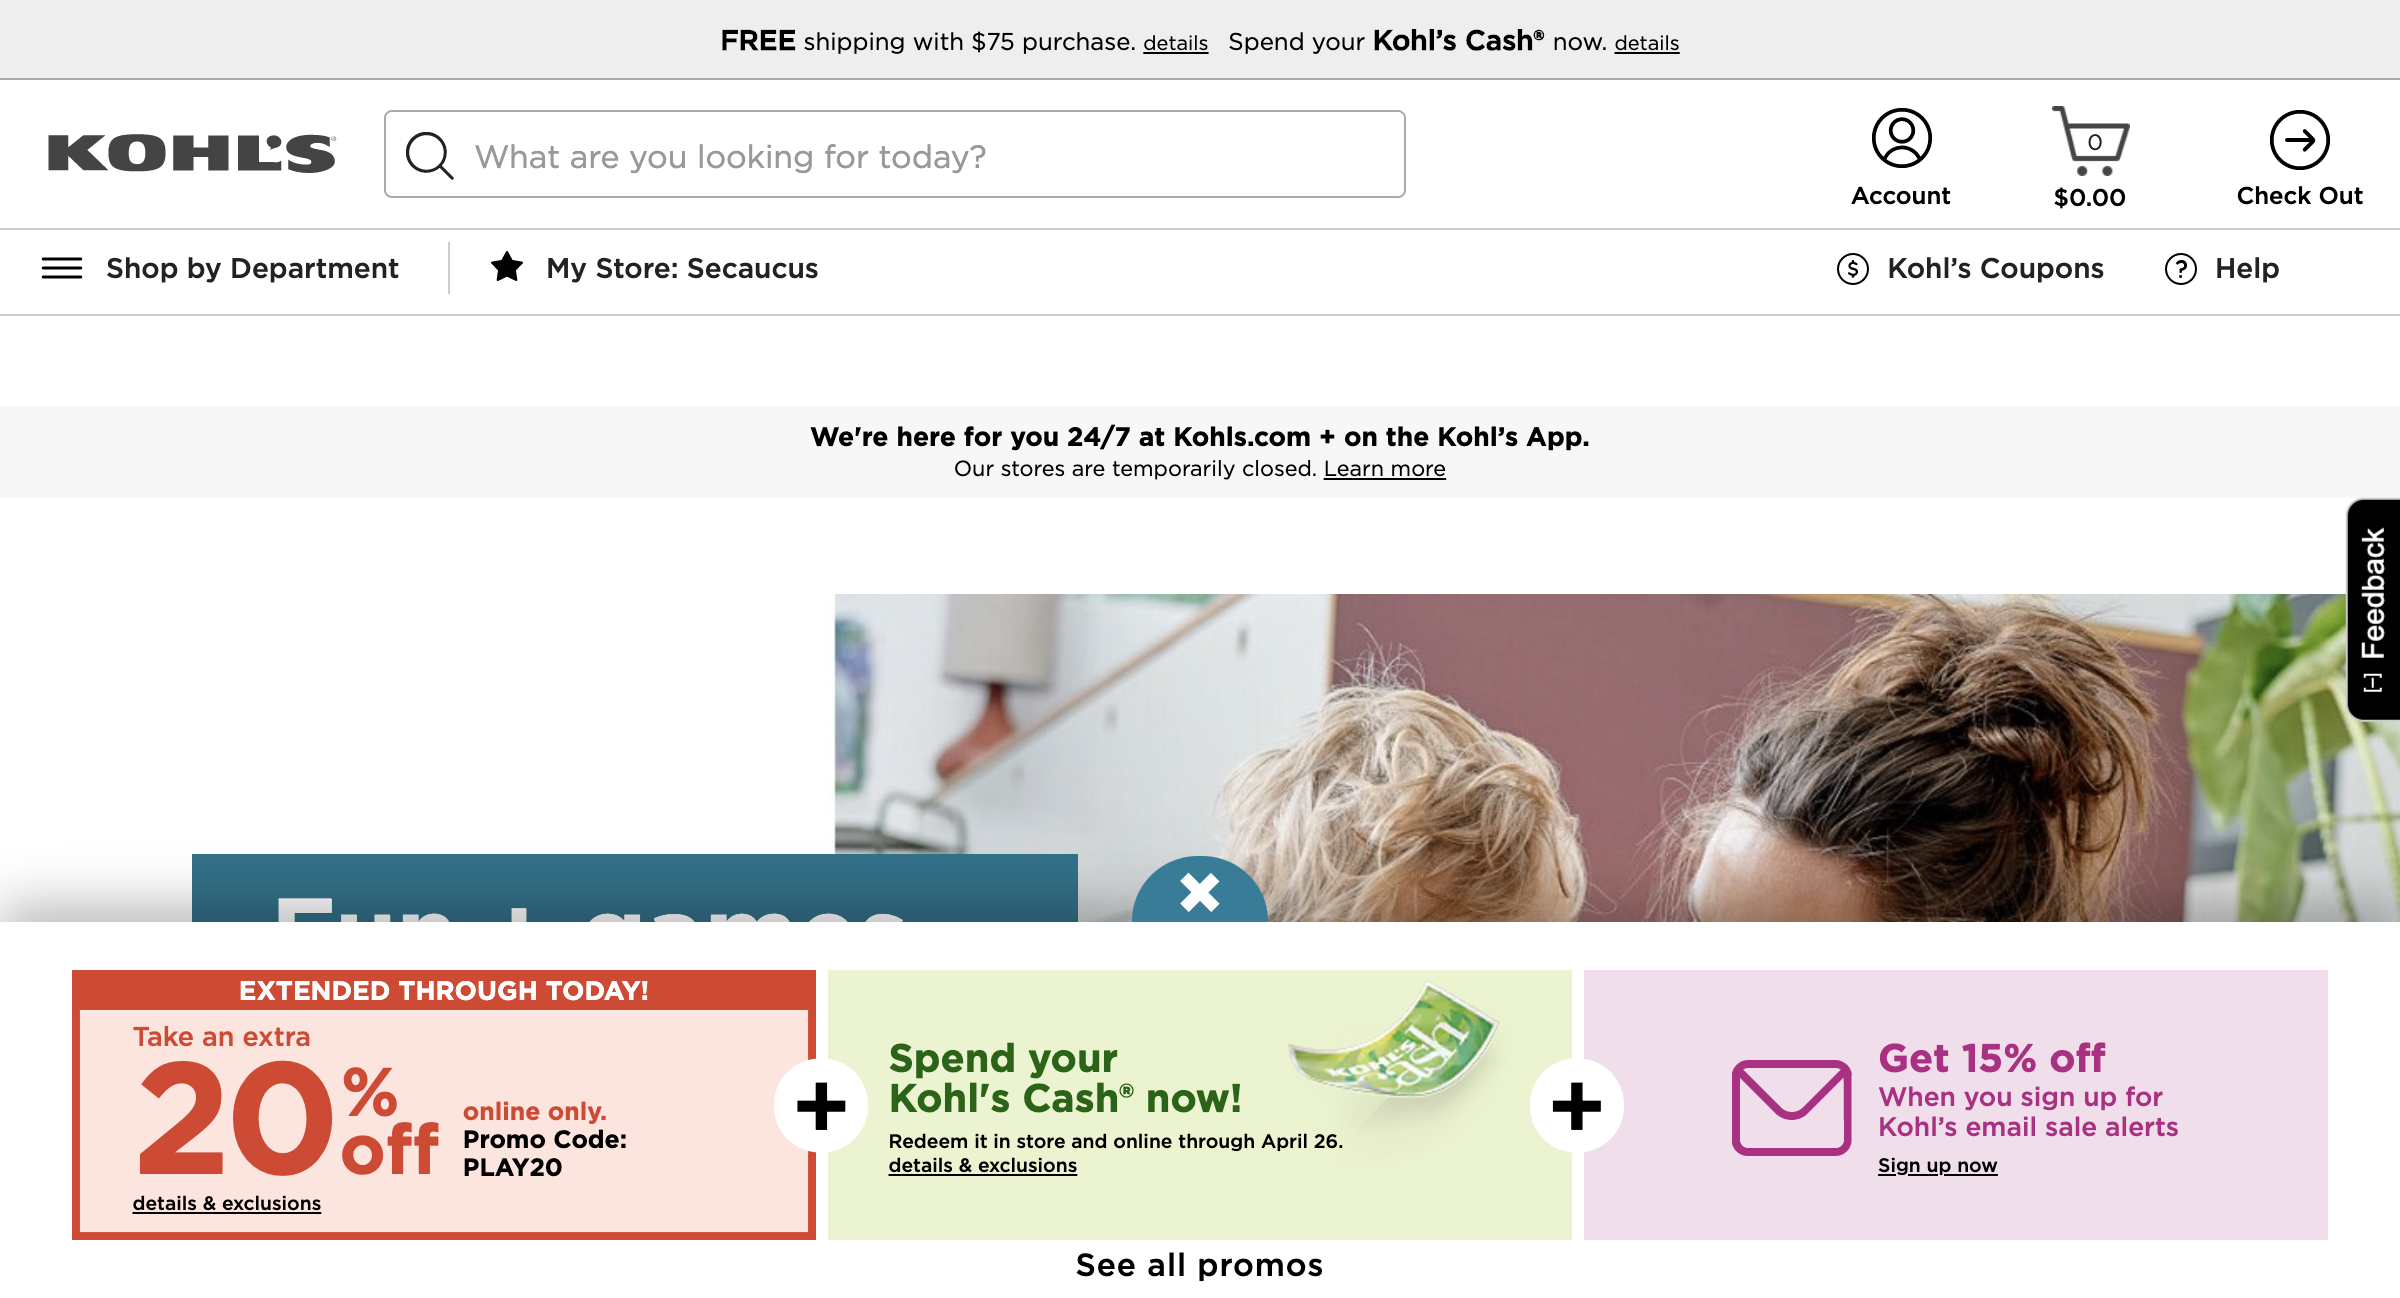 FREE shipping with $75 purchase. details Spend your Kohl’s Cash® now. details
KOHL'S
What are you looking for today?
Account
0
$0.00
Check Out
Shop by Department
My Store: Secaucus
$ Kohl’s Coupons
? Help
We're here for you 24/7 at Kohls.com + on the Kohl’s App.
Our stores are temporarily closed. Learn more
[-] Feedback
Fun + games
EXTENDED THROUGH TODAY!
Take an extra
20% off
online only.
Promo Code:
PLAY20
details & exclusions
+
Spend your
Kohl's Cash® now!
Redeem it in store and online through April 26.
details & exclusions
KOHL'S
Cash
+
Get 15% off
When you sign up for
Kohl’s email sale alerts
Sign up now
See all promos